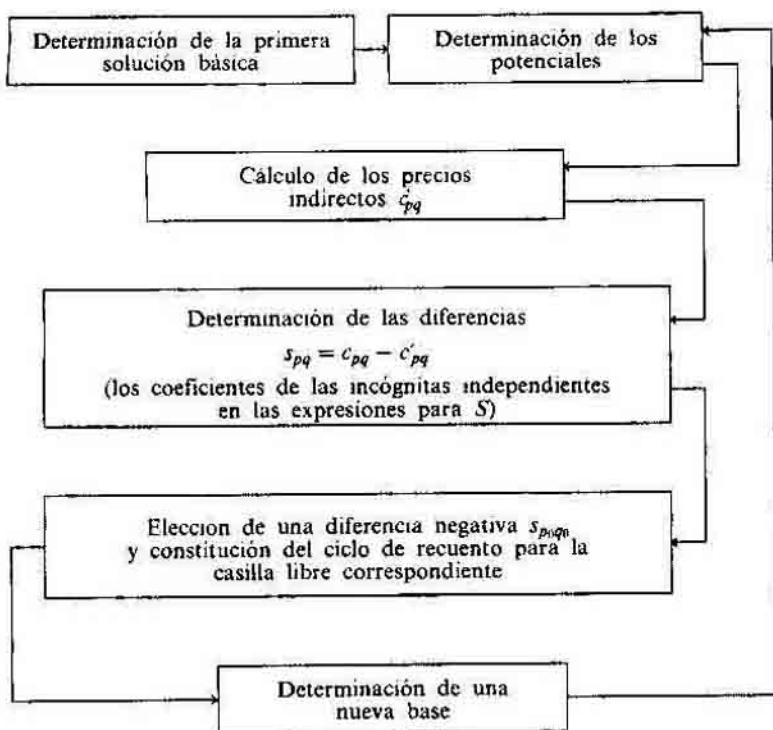 Determinación de la primera
solución básica
Determinación de los
potenciales
Cálculo de los precios
indirectos c′pq
Determinación de las diferencias
spq = cpq − c′pq
(los coeficientes de las incógnitas independientes
en las expresiones para S)
Eleccion de una diferencia negativa sp₀q₀
y constitución del ciclo de recuento para la
casilla libre correspondiente
Determinación de una
nueva base